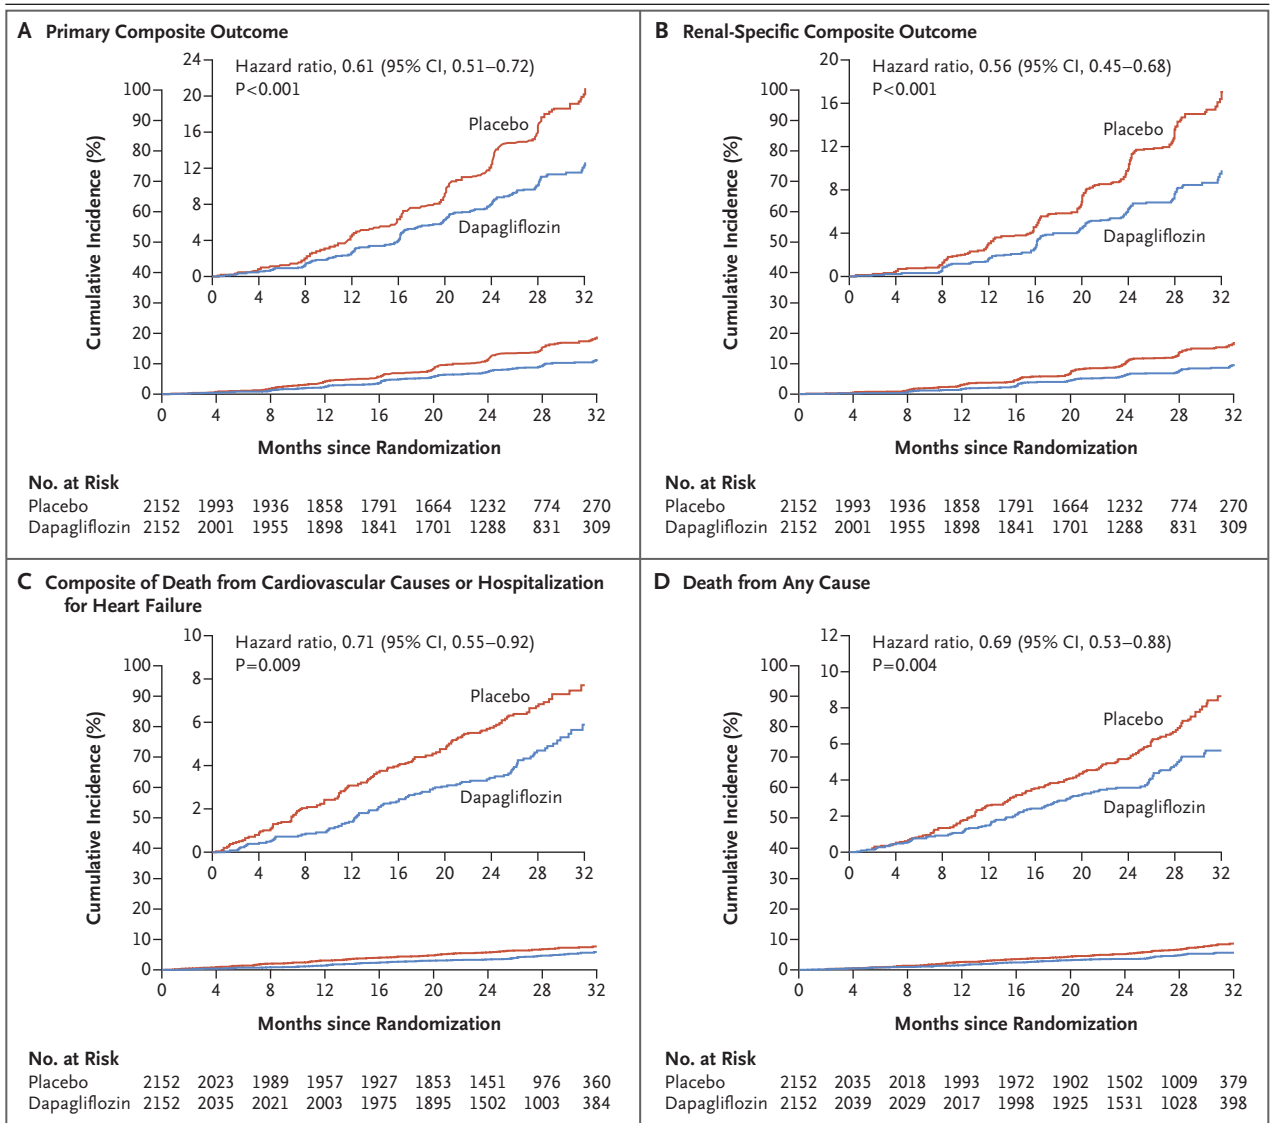 A Primary Composite Outcome
Hazard ratio, 0.61 (95% CI, 0.51–0.72)
P<0.001
Placebo
Dapagliflozin
24
20
16
12
8
4
0
0 4 8 12 16 20 24 28 32
Cumulative Incidence (%)
100
90
80
70
60
50
40
30
20
10
0
0 4 8 12 16 20 24 28 32
Months since Randomization
No. at Risk
Placebo 2152 1993 1936 1858 1791 1664 1232 774 270
Dapagliflozin 2152 2001 1955 1898 1841 1701 1288 831 309
B Renal-Specific Composite Outcome
Hazard ratio, 0.56 (95% CI, 0.45–0.68)
P<0.001
Placebo
Dapagliflozin
20
16
12
8
4
0
0 4 8 12 16 20 24 28 32
Cumulative Incidence (%)
100
90
80
70
60
50
40
30
20
10
0
0 4 8 12 16 20 24 28 32
Months since Randomization
No. at Risk
Placebo 2152 1993 1936 1858 1791 1664 1232 774 270
Dapagliflozin 2152 2001 1955 1898 1841 1701 1288 831 309
C Composite of Death from Cardiovascular Causes or Hospitalization
for Heart Failure
Hazard ratio, 0.71 (95% CI, 0.55–0.92)
P=0.009
Placebo
Dapagliflozin
10
8
6
4
2
0
0 4 8 12 16 20 24 28 32
Cumulative Incidence (%)
100
90
80
70
60
50
40
30
20
10
0
0 4 8 12 16 20 24 28 32
Months since Randomization
No. at Risk
Placebo 2152 2023 1989 1957 1927 1853 1451 976 360
Dapagliflozin 2152 2035 2021 2003 1975 1895 1502 1003 384
D Death from Any Cause
Hazard ratio, 0.69 (95% CI, 0.53–0.88)
P=0.004
Placebo
Dapagliflozin
12
10
8
6
4
2
0
0 4 8 12 16 20 24 28 32
Cumulative Incidence (%)
100
90
80
70
60
50
40
30
20
10
0
0 4 8 12 16 20 24 28 32
Months since Randomization
No. at Risk
Placebo 2152 2035 2018 1993 1972 1902 1502 1009 379
Dapagliflozin 2152 2039 2029 2017 1998 1925 1531 1028 398